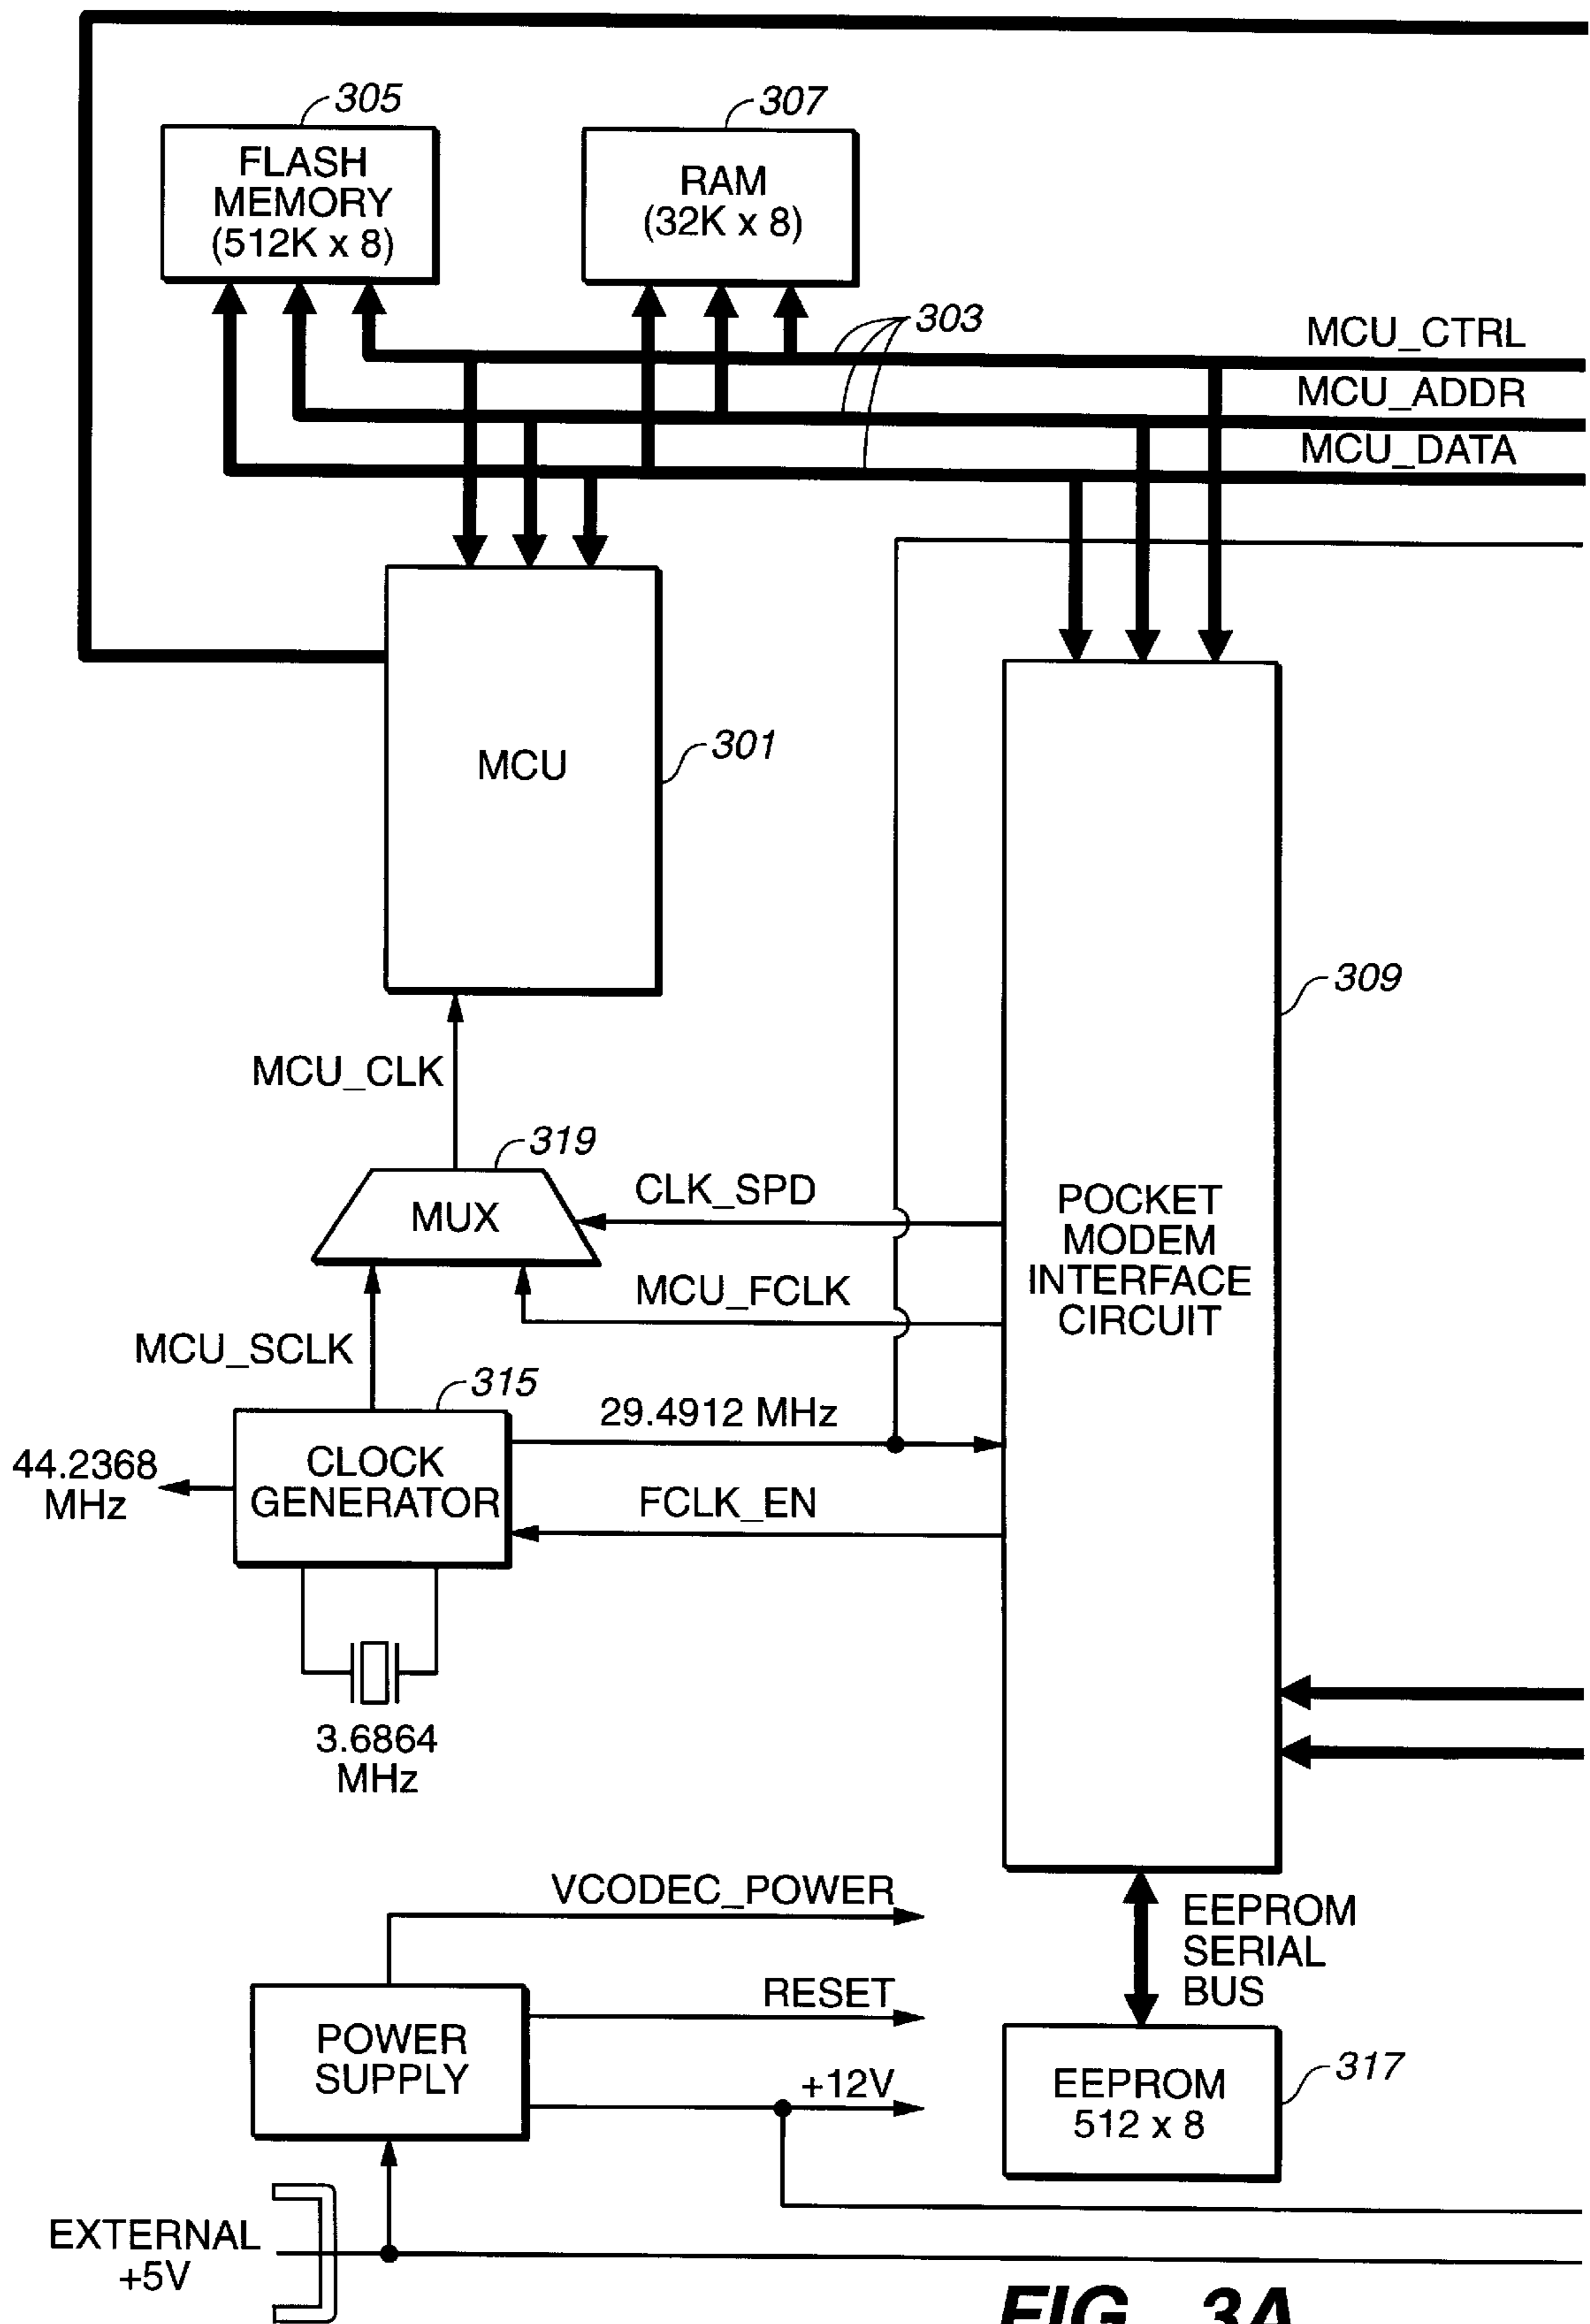 305
307
FLASH
MEMORY
(512K x 8)
RAM
(32K x 8)
303
MCU_CTRL
MCU_ADDR
MCU_DATA
MCU
301
309
MCU_CLK
319
MUX
CLK_SPD
POCKET
MODEM
INTERFACE
CIRCUIT
MCU_FCLK
MCU_SCLK
315
29.4912 MHz
44.2368
MHz
CLOCK
GENERATOR
FCLK_EN
3.6864
MHz
VCODEC_POWER
EEPROM
SERIAL
BUS
RESET
POWER
SUPPLY
+12V
317
EEPROM
512 x 8
EXTERNAL
+5V
FIG._3A